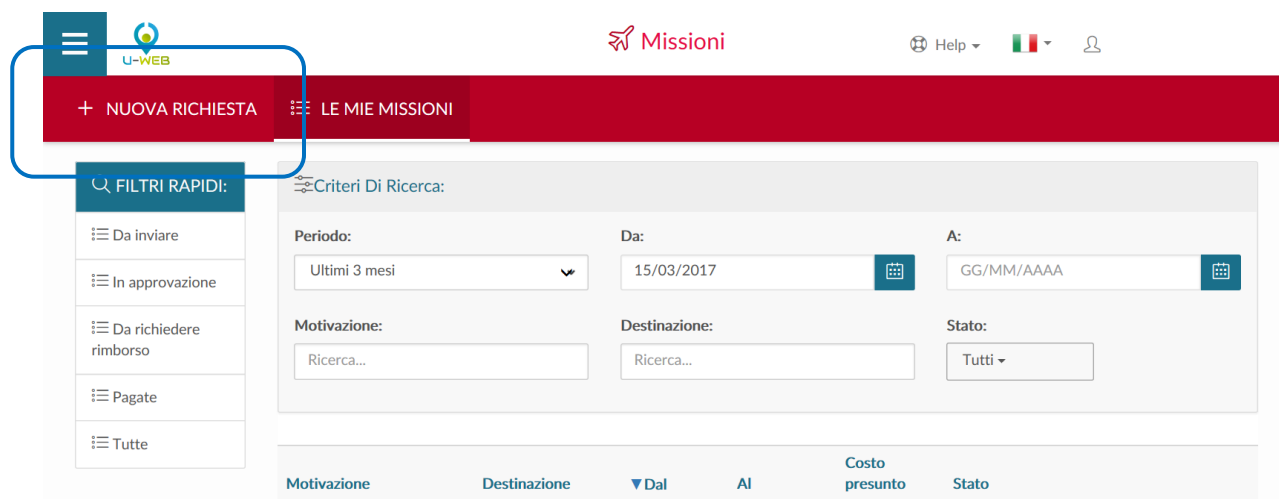 U-WEB
Missioni
Help
NUOVA RICHIESTA
LE MIE MISSIONI
FILTRI RAPIDI:
Da inviare
In approvazione
Da richiedere
rimborso
Pagate
Tutte
Criteri Di Ricerca:
Periodo: Da: A:
Ultimi 3 mesi 15/03/2017 GG/MM/AAAA
Motivazione: Destinazione: Stato:
Ricerca... Ricerca... Tutti
Costo
Motivazione Destinazione Dal Al presunto Stato